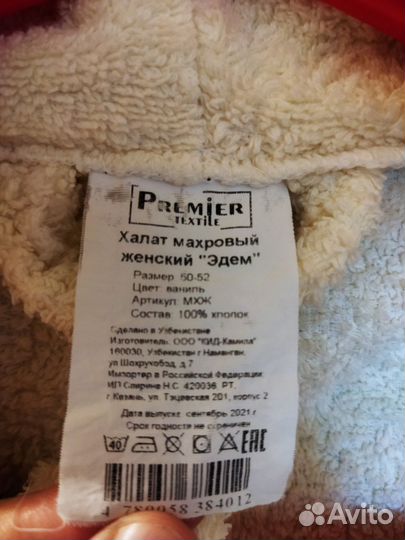 PREMIER
TEXTILE
Халат махровый
женский "Эдем"
Размер: 50-52
Цвет: ваниль
Артикул: МХЖ
Состав: 100% хлопок
Сделано в Узбекистане
Изготовитель: ООО "КИД-Камила"
160030, Узбекистан г.Наманган,
ул.Шохрухобзд, д.7
Импортер в Российской Федерации:
ИП Спирина Н.С. 420036, РТ,
г.Казань, ул. Тэцевская 201, корпус 2
Дата выпуска: сентябрь 2021 г
Срок годности не ограничен
40 EAC
4 780058 384012
Avito